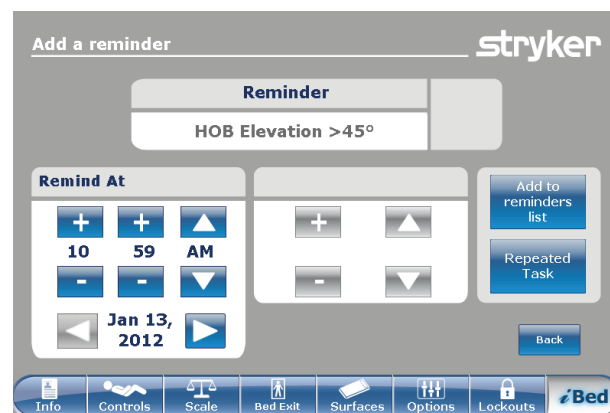 Add a reminder
stryker
Reminder
HOB Elevation >45°
Remind At
+ +
10 59 AM
- -
Jan 13,
2012
+
-
Add to
reminders
list
Repeated
Task
Back
Info Controls Scale Bed Exit Surfaces Options Lockouts iBed